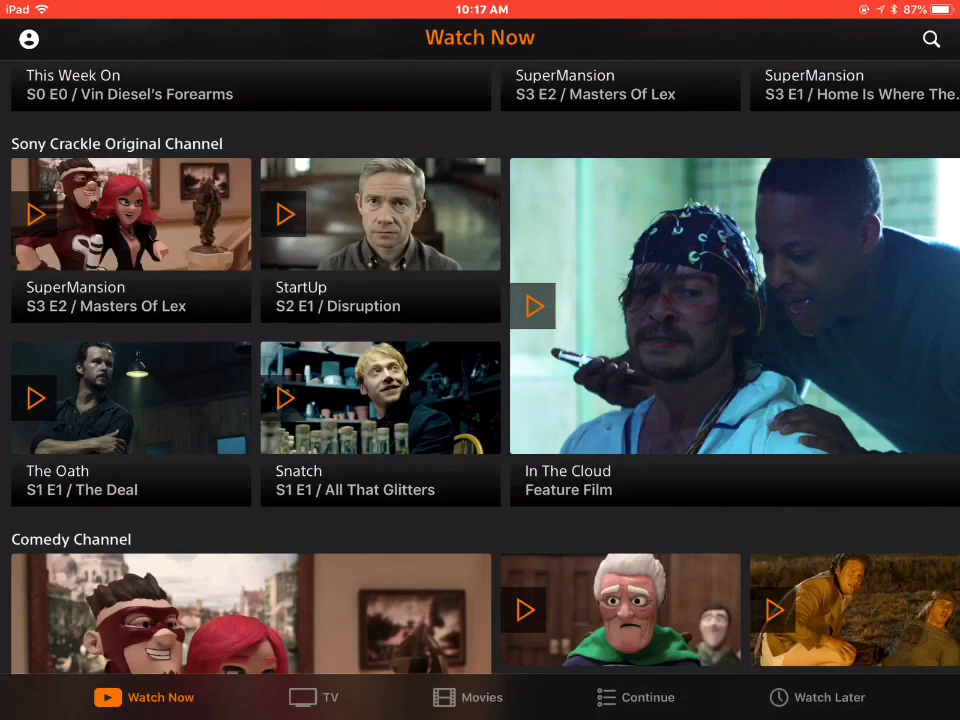 iPad
10:17 AM
87%
Watch Now
This Week On
S0 E0 / Vin Diesel's Forearms
SuperMansion
S3 E2 / Masters Of Lex
SuperMansion
S3 E1 / Home Is Where The...
Sony Crackle Original Channel
SuperMansion
S3 E2 / Masters Of Lex
StartUp
S2 E1 / Disruption
The Oath
S1 E1 / The Deal
Snatch
S1 E1 / All That Glitters
In The Cloud
Feature Film
Comedy Channel
Watch Now
TV
Movies
Continue
Watch Later